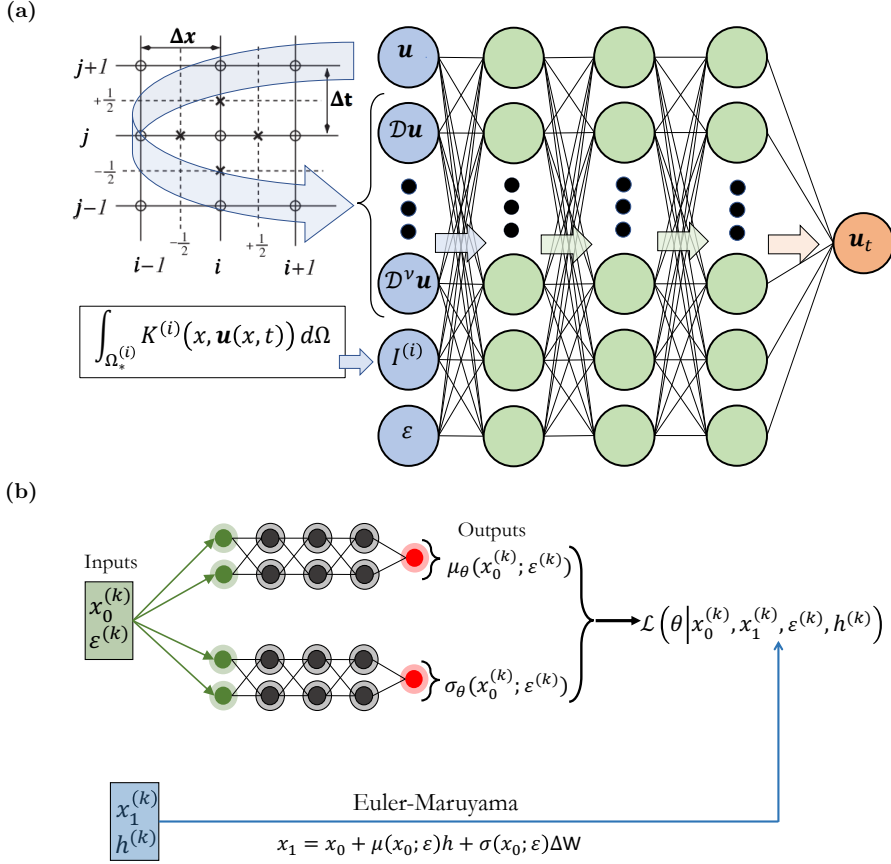 (a)
Δx
j+1
+1/2
Δt
j
-1/2
j-1
-1/2
+1/2
i-1
i
i+1
u
𝒟u
𝒟^ν u
I^(i)
ε
u_t
∫_{Ω_*^(i)} K^(i)(x, u(x, t)) dΩ
(b)
Inputs
x_0^(k)
ε^(k)
Outputs
μ_θ(x_0^(k); ε^(k))
σ_θ(x_0^(k); ε^(k))
ℒ(θ|x_0^(k), x_1^(k), ε^(k), h^(k))
x_1^(k)
h^(k)
Euler-Maruyama
x_1 = x_0 + μ(x_0; ε)h + σ(x_0; ε)ΔW